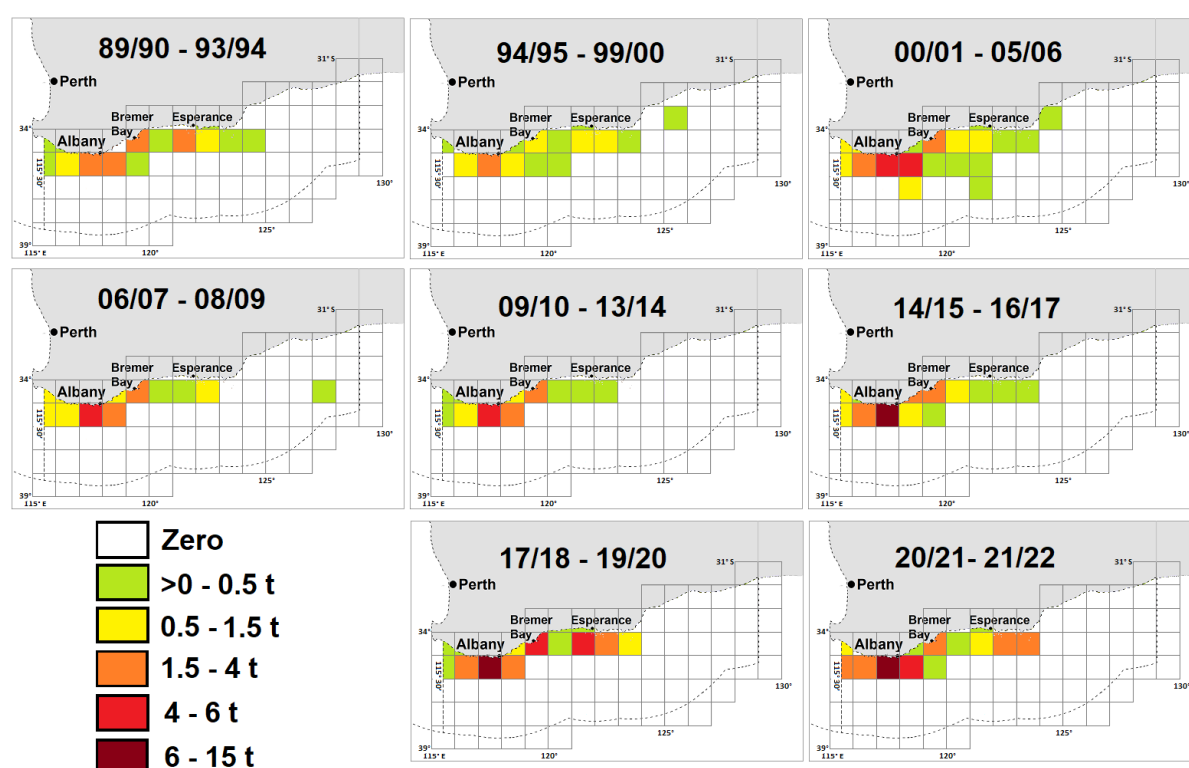 89/90 - 93/94
31° S
Perth
Bremer
Bay
Esperance
34°
Albany
115° 30'
130°
125°
39°
115° E
120°
94/95 - 99/00
31° S
Perth
Bremer
Bay
Esperance
34°
Albany
115° 30'
130°
125°
39°
115° E
120°
00/01 - 05/06
31° S
Perth
Bremer
Bay
Esperance
34°
Albany
115° 30'
130°
125°
39°
115° E
120°
06/07 - 08/09
31° S
Perth
Bremer
Bay
Esperance
34°
Albany
115° 30'
130°
125°
39°
115° E
120°
09/10 - 13/14
31° S
Perth
Bremer
Bay
Esperance
34°
Albany
115° 30'
130°
125°
39°
115° E
120°
14/15 - 16/17
31° S
Perth
Bremer
Bay
Esperance
34°
Albany
115° 30'
130°
125°
39°
115° E
120°
Zero
>0 - 0.5 t
0.5 - 1.5 t
1.5 - 4 t
4 - 6 t
6 - 15 t
17/18 - 19/20
31° S
Perth
Bremer
Bay
Esperance
34°
Albany
115° 30'
130°
125°
39°
115° E
120°
20/21- 21/22
31° S
Perth
Bremer
Bay
Esperance
34°
Albany
115° 30'
130°
125°
39°
115° E
120°